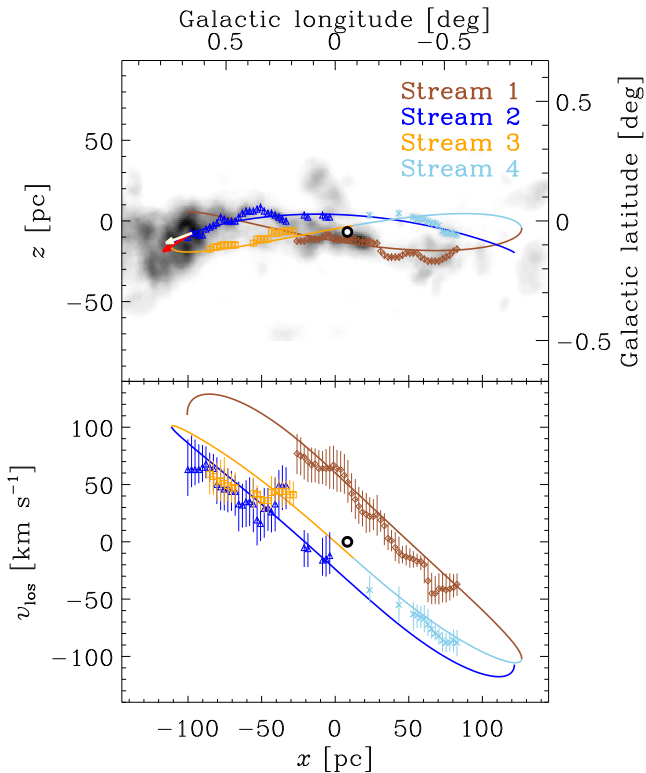 Galactic longitude [deg]
0.5 0 −0.5
Stream 1
Stream 2
Stream 3
Stream 4
50
0
−50
z [pc]
0.5
0
−0.5
Galactic latitude [deg]
100
50
0
−50
−100
v_los [km s⁻¹]
−100 −50 0 50 100
x [pc]